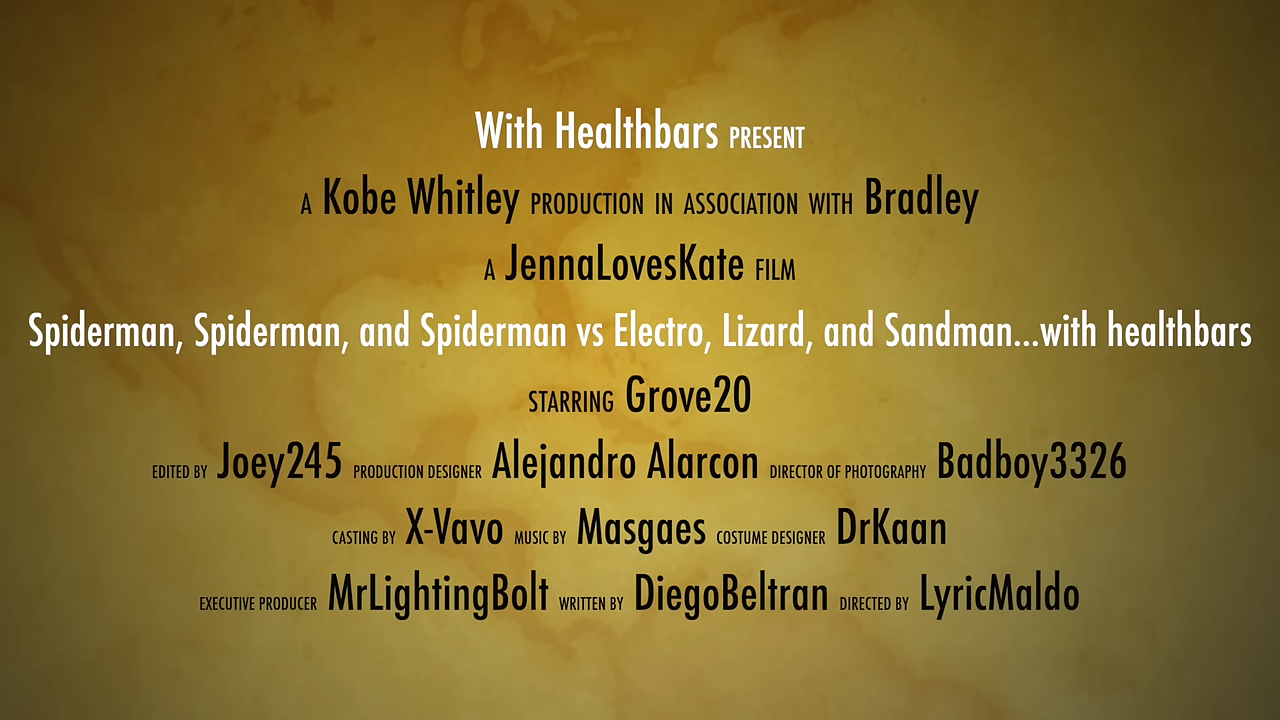 With Healthbars PRESENT
A Kobe Whitley PRODUCTION IN ASSOCIATION WITH Bradley
A JennaLovesKate FILM
Spiderman, Spiderman, and Spiderman vs Electro, Lizard, and Sandman...with healthbars
STARRING Grove20
EDITED BY Joey245 PRODUCTION DESIGNER Alejandro Alarcon DIRECTOR OF PHOTOGRAPHY Badboy3326
CASTING BY X-Vavo MUSIC BY Masgaes COSTUME DESIGNER DrKaan
EXECUTIVE PRODUCER MrLightingBolt WRITTEN BY DiegoBeltran DIRECTED BY LyricMaldo